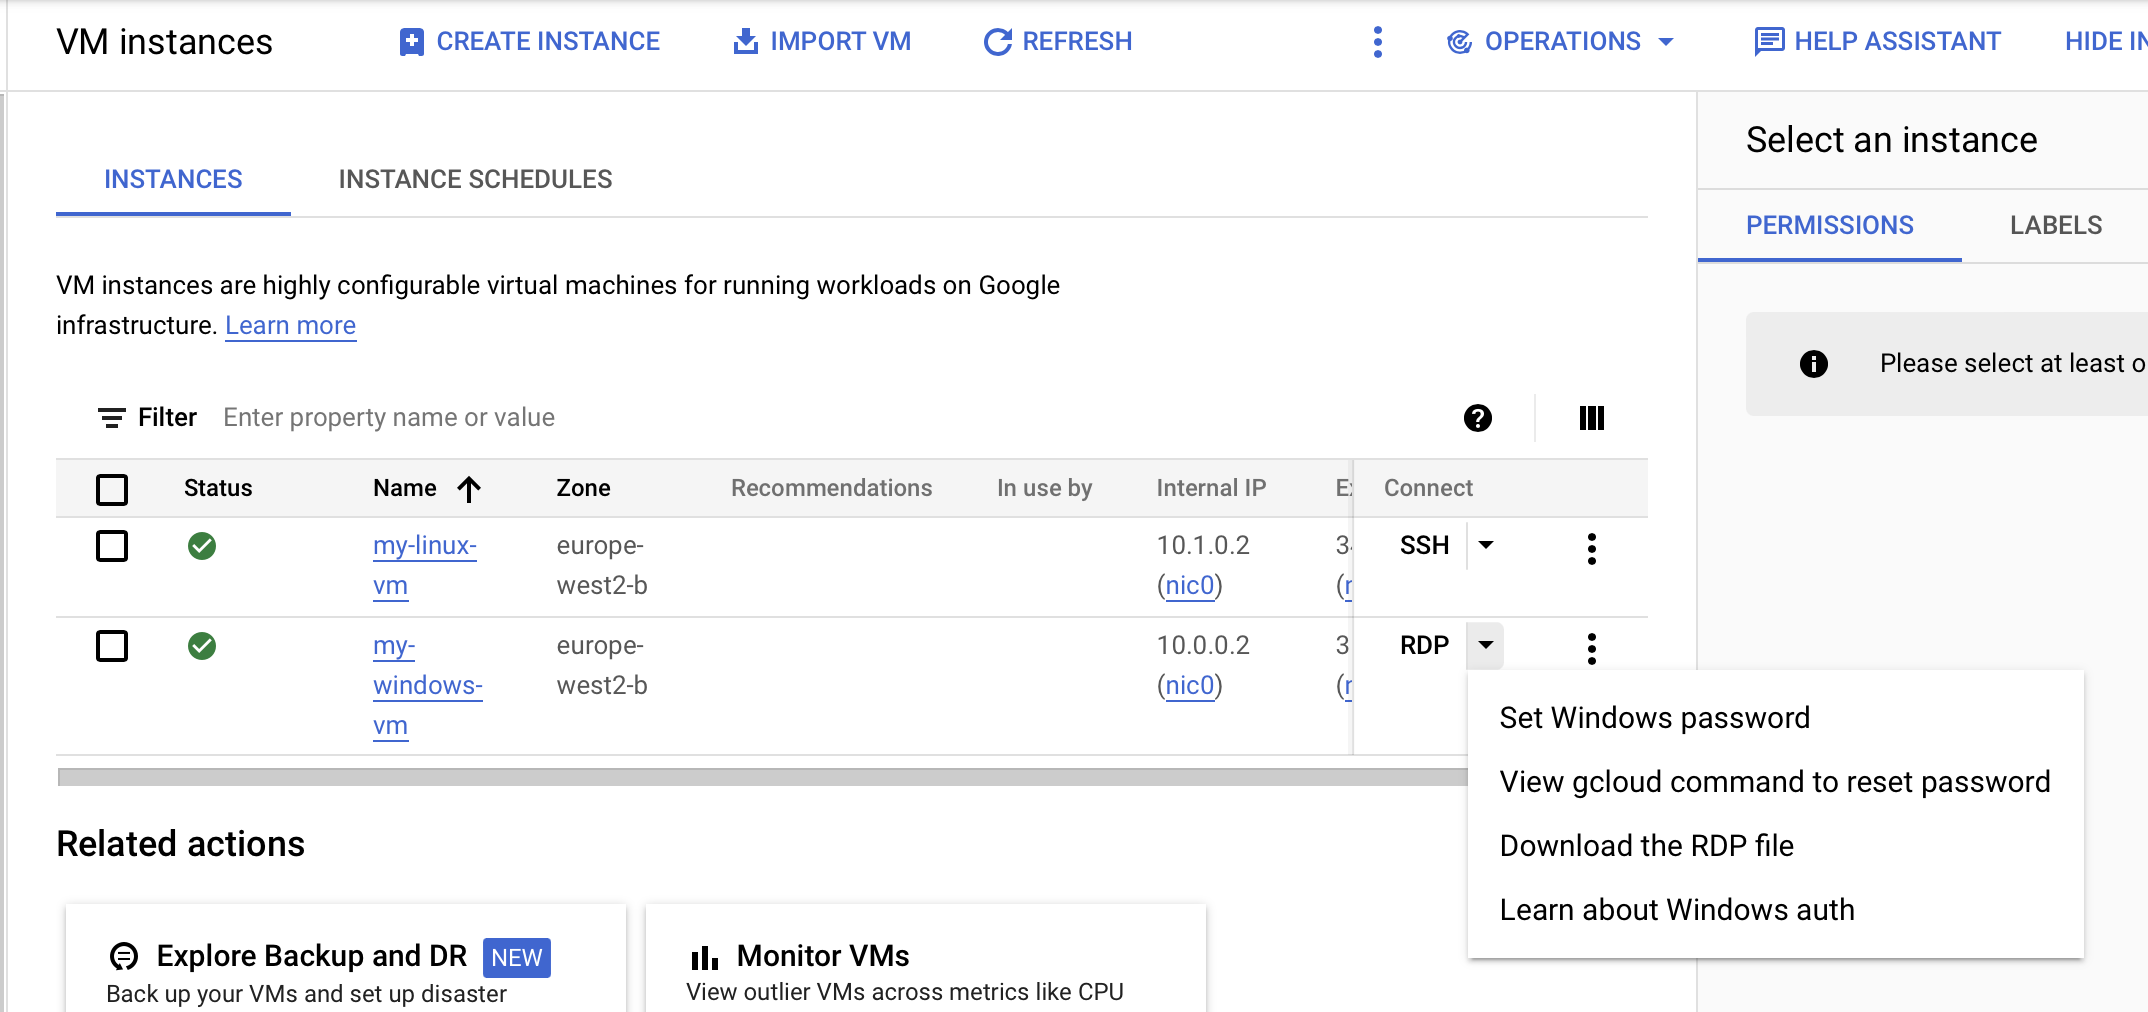 VM instances
CREATE INSTANCE
IMPORT VM
REFRESH
OPERATIONS
HELP ASSISTANT
HIDE
INSTANCES
INSTANCE SCHEDULES
VM instances are highly configurable virtual machines for running workloads on Google
infrastructure. Learn more
Filter Enter property name or value
Status Name Zone Recommendations In use by Internal IP Connect
my-linux- europe- 10.1.0.2 SSH
vm west2-b (nic0)
my- europe- 10.0.0.2 RDP
windows- west2-b (nic0)
vm
Set Windows password
View gcloud command to reset password
Download the RDP file
Learn about Windows auth
Related actions
Explore Backup and DR NEW
Back up your VMs and set up disaster
Monitor VMs
View outlier VMs across metrics like CPU
Select an instance
PERMISSIONS
LABELS
Please select at least